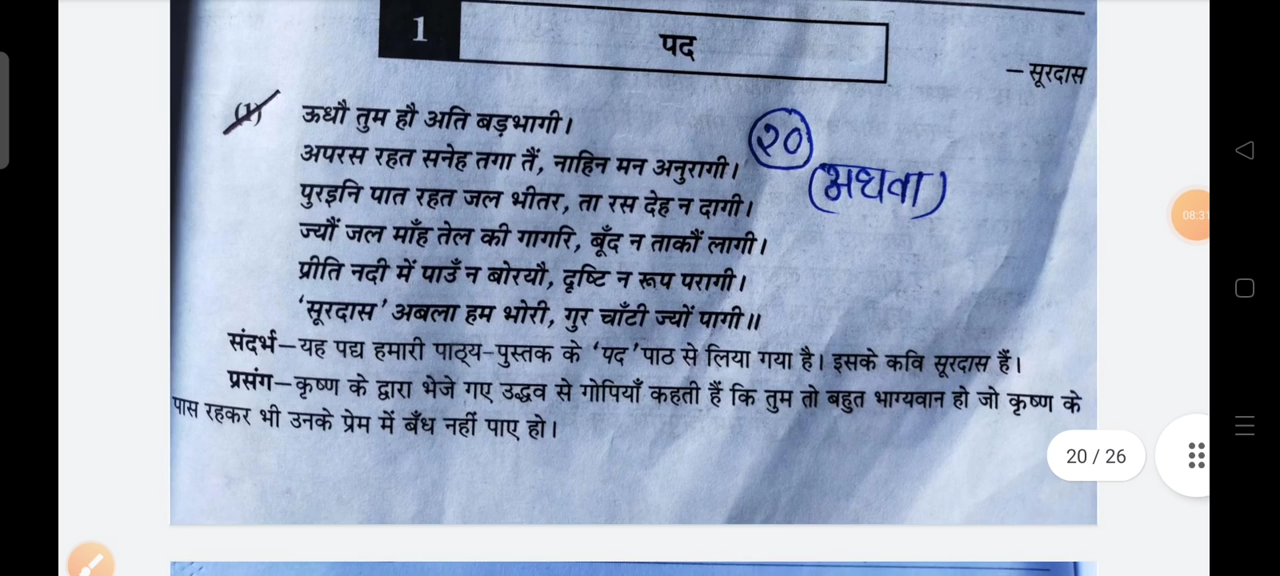 1
पद
– सूरदास
(1) ऊधौ तुम हौ अति बड़भागी।
२०
अपरस रहत सनेह तगा तैं, नाहिन मन अनुरागी।
(अथवा)
पुरइनि पात रहत जल भीतर, ता रस देह न दागी।
ज्यौं जल माँह तेल की गागरि, बूँद न ताकौं लागी।
प्रीति नदी में पाउँ न बोरयौ, दृष्टि न रूप परागी।
'सूरदास' अबला हम भोरी, गुर चाँटी ज्यों पागी॥
संदर्भ–यह पद्य हमारी पाठ्य-पुस्तक के 'पद' पाठ से लिया गया है। इसके कवि सूरदास हैं।
प्रसंग–कृष्ण के द्वारा भेजे गए उद्धव से गोपियाँ कहती हैं कि तुम तो बहुत भाग्यवान हो जो कृष्ण के
पास रहकर भी उनके प्रेम में बँध नहीं पाए हो।
20 / 26